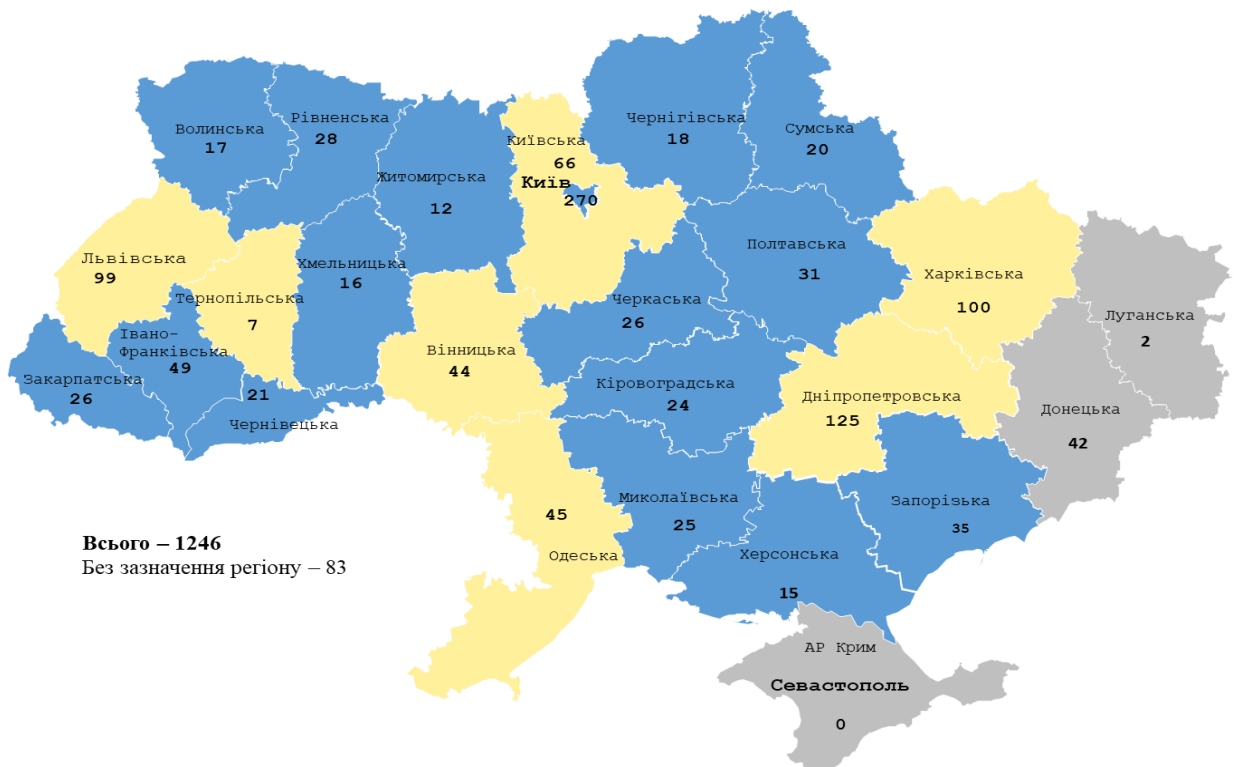 Волинська
17
Рівненська
28
Житомирська
12
Київська
66
Київ
270
Чернігівська
18
Сумська
20
Львівська
99
Тернопільська
7
Хмельницька
16
Івано-
Франківська
49
Закарпатська
26
21
Чернівецька
Вінницька
44
Черкаська
26
Полтавська
31
Харківська
100
Луганська
2
Кіровоградська
24
Дніпропетровська
125
Донецька
42
45
Одеська
Миколаївська
25
Запорізька
35
Херсонська
15
АР Крим
Севастополь
0
Всього – 1246
Без зазначення регіону – 83